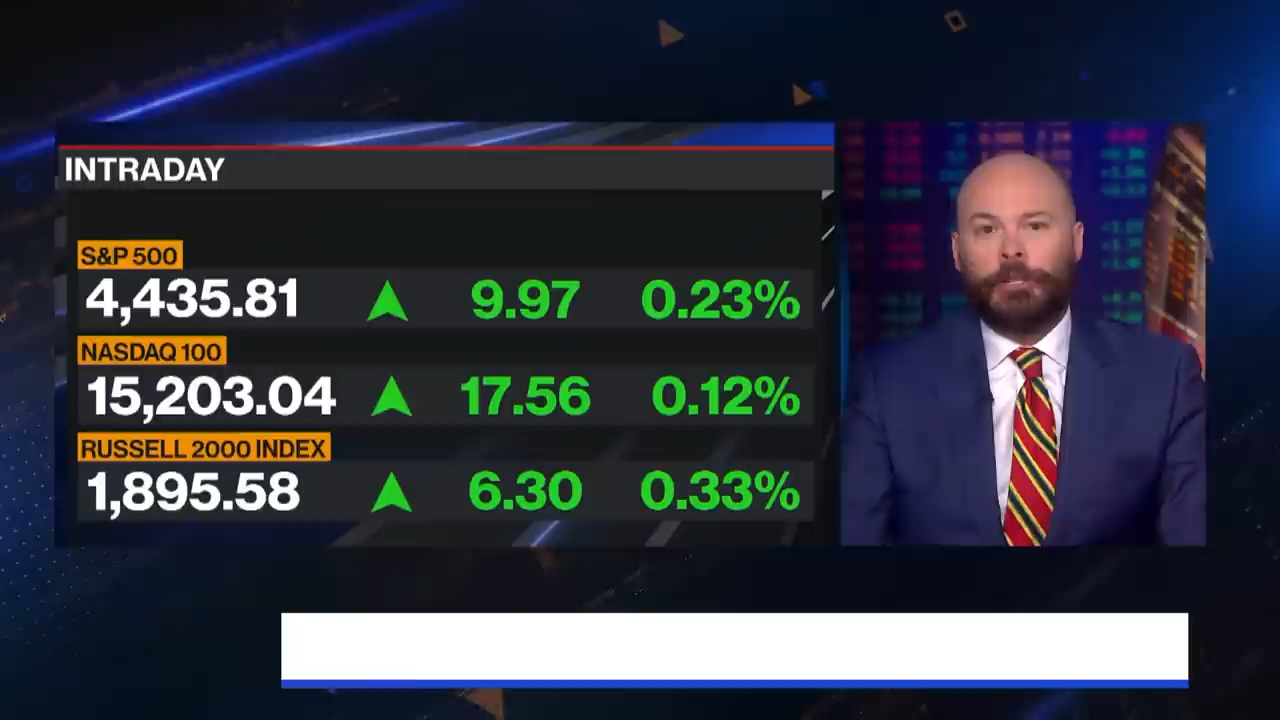 INTRADAY
S&P 500
4,435.81 ▲ 9.97 0.23%
NASDAQ 100
15,203.04 ▲ 17.56 0.12%
RUSSELL 2000 INDEX
1,895.58 ▲ 6.30 0.33%